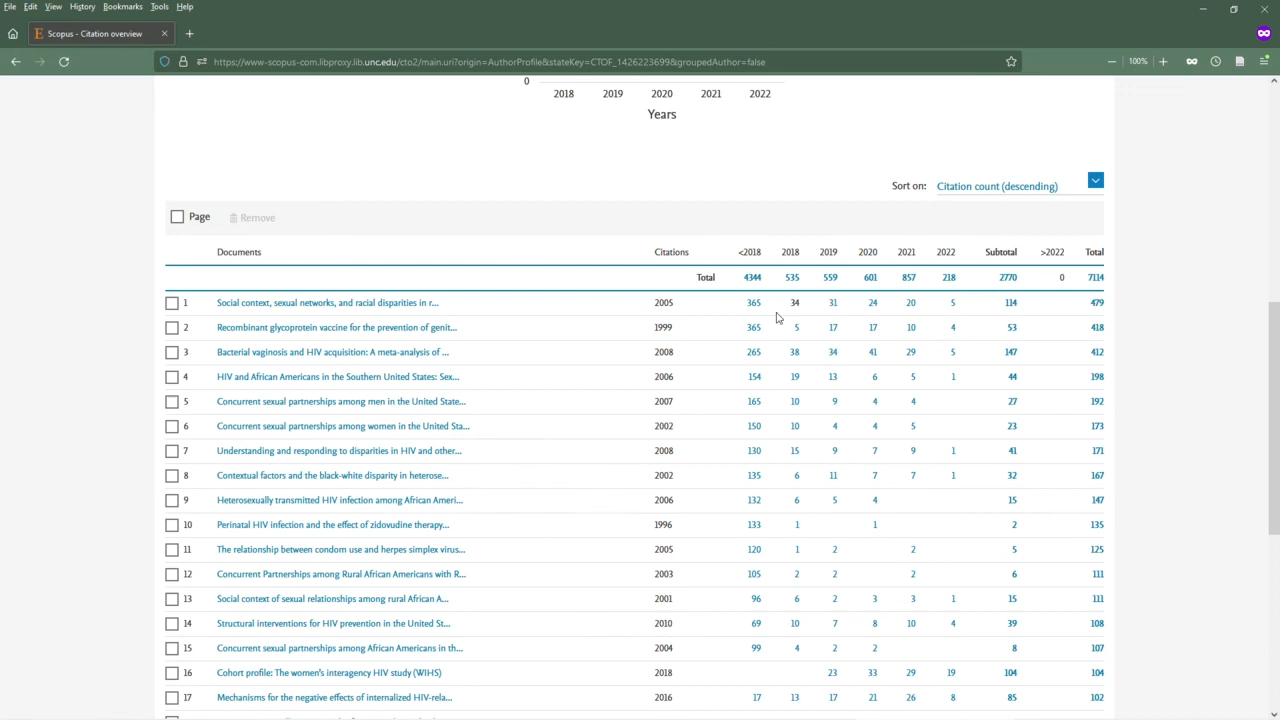 File Edit View History Bookmarks Tools Help
Scopus - Citation overview
https://www-scopus-com.libproxy.lib.unc.edu/cto2/main.uri?origin=AuthorProfile&stateKey=CTOF_1426223699&groupedAuthor=false
100%
0
2018 2019 2020 2021 2022
Years
Sort on: Citation count (descending)
Page Remove
Documents Citations <2018 2018 2019 2020 2021 2022 Subtotal >2022 Total
Total 4344 535 559 601 857 218 2770 0 7114
1 Social context, sexual networks, and racial disparities in r... 2005 365 34 31 24 20 5 114 479
2 Recombinant glycoprotein vaccine for the prevention of genit... 1999 365 5 17 17 10 4 53 418
3 Bacterial vaginosis and HIV acquisition: A meta-analysis of ... 2008 265 38 34 41 29 5 147 412
4 HIV and African Americans in the Southern United States: Sex... 2006 154 19 13 6 5 1 44 198
5 Concurrent sexual partnerships among men in the United State... 2007 165 10 9 4 4 27 192
6 Concurrent sexual partnerships among women in the United Sta... 2002 150 10 4 4 5 23 173
7 Understanding and responding to disparities in HIV and other... 2008 130 15 9 7 9 1 41 171
8 Contextual factors and the black-white disparity in heterose... 2002 135 6 11 7 7 1 32 167
9 Heterosexually transmitted HIV infection among African Ameri... 2006 132 6 5 4 15 147
10 Perinatal HIV infection and the effect of zidovudine therapy... 1996 133 1 1 2 135
11 The relationship between condom use and herpes simplex virus... 2005 120 1 2 2 5 125
12 Concurrent Partnerships among Rural African Americans with R... 2003 105 2 2 2 6 111
13 Social context of sexual relationships among rural African A... 2001 96 6 2 3 3 1 15 111
14 Structural interventions for HIV prevention in the United St... 2010 69 10 7 8 10 4 39 108
15 Concurrent sexual partnerships among African Americans in th... 2004 99 4 2 2 8 107
16 Cohort profile: The women's interagency HIV study (WIHS) 2018 23 33 29 19 104 104
17 Mechanisms for the negative effects of internalized HIV-rela... 2016 17 13 17 21 26 8 85 102